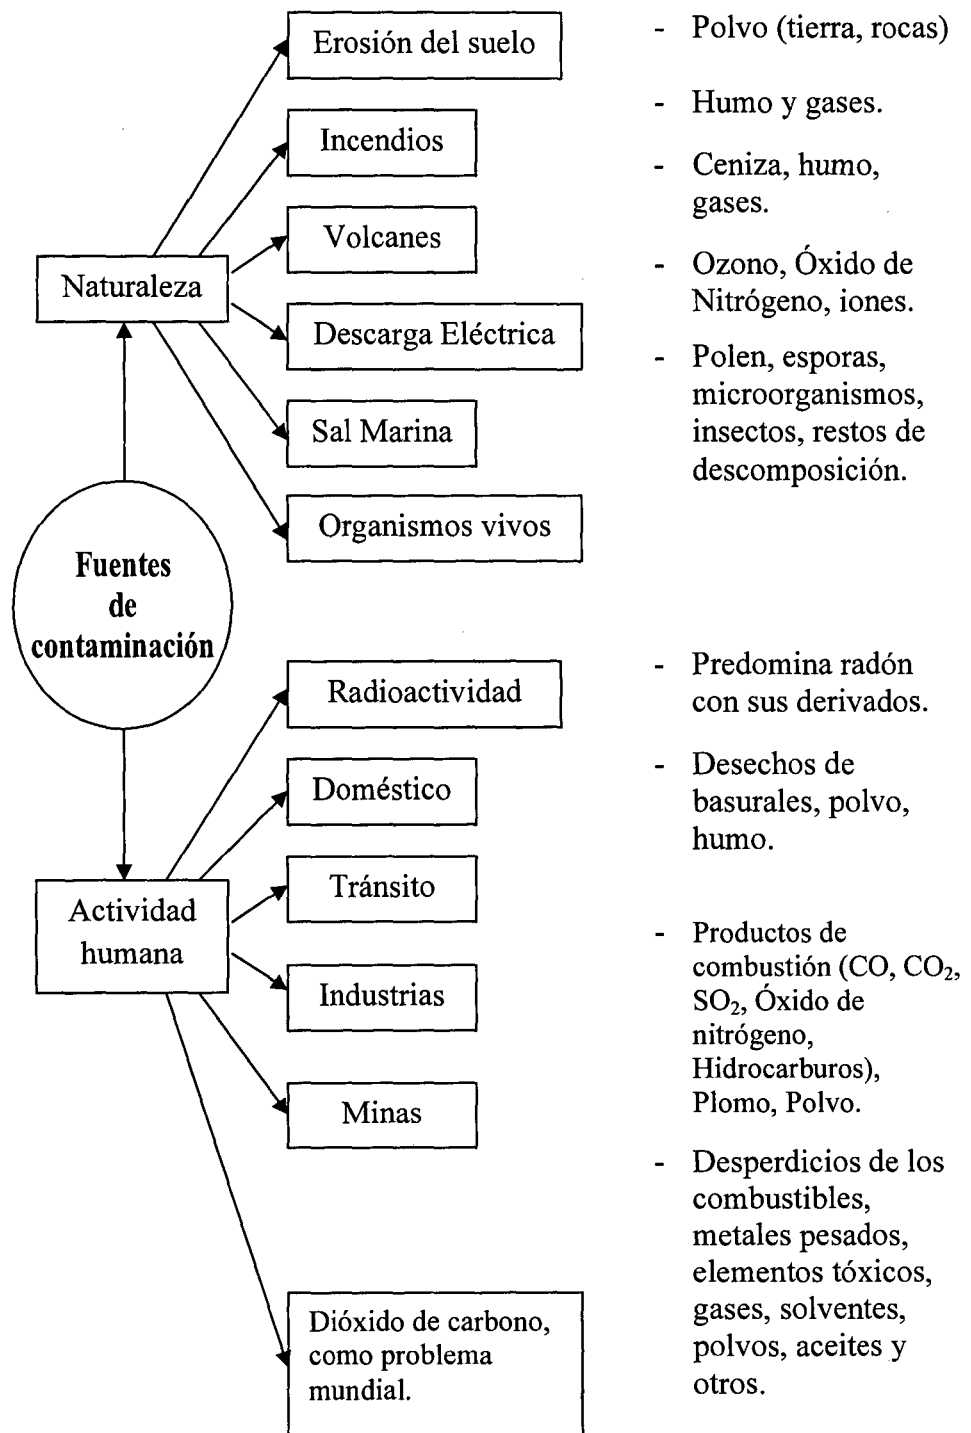 Erosión del suelo
- Polvo (tierra, rocas)
Incendios
- Humo y gases.
Volcanes
- Ceniza, humo,
gases.
Naturaleza
Descarga Eléctrica
- Ozono, Óxido de
Nitrógeno, iones.
Sal Marina
- Polen, esporas,
microorganismos,
insectos, restos de
descomposición.
Organismos vivos
Fuentes
de
contaminación
Radioactividad
- Predomina radón
con sus derivados.
Doméstico
- Desechos de
basurales, polvo,
humo.
Tránsito
Actividad
humana
Industrias
- Productos de
combustión (CO, CO₂,
SO₂, Óxido de
nitrógeno,
Hidrocarburos),
Plomo, Polvo.
Minas
- Desperdicios de los
combustibles,
metales pesados,
elementos tóxicos,
gases, solventes,
polvos, aceites y
otros.
Dióxido de carbono,
como problema
mundial.